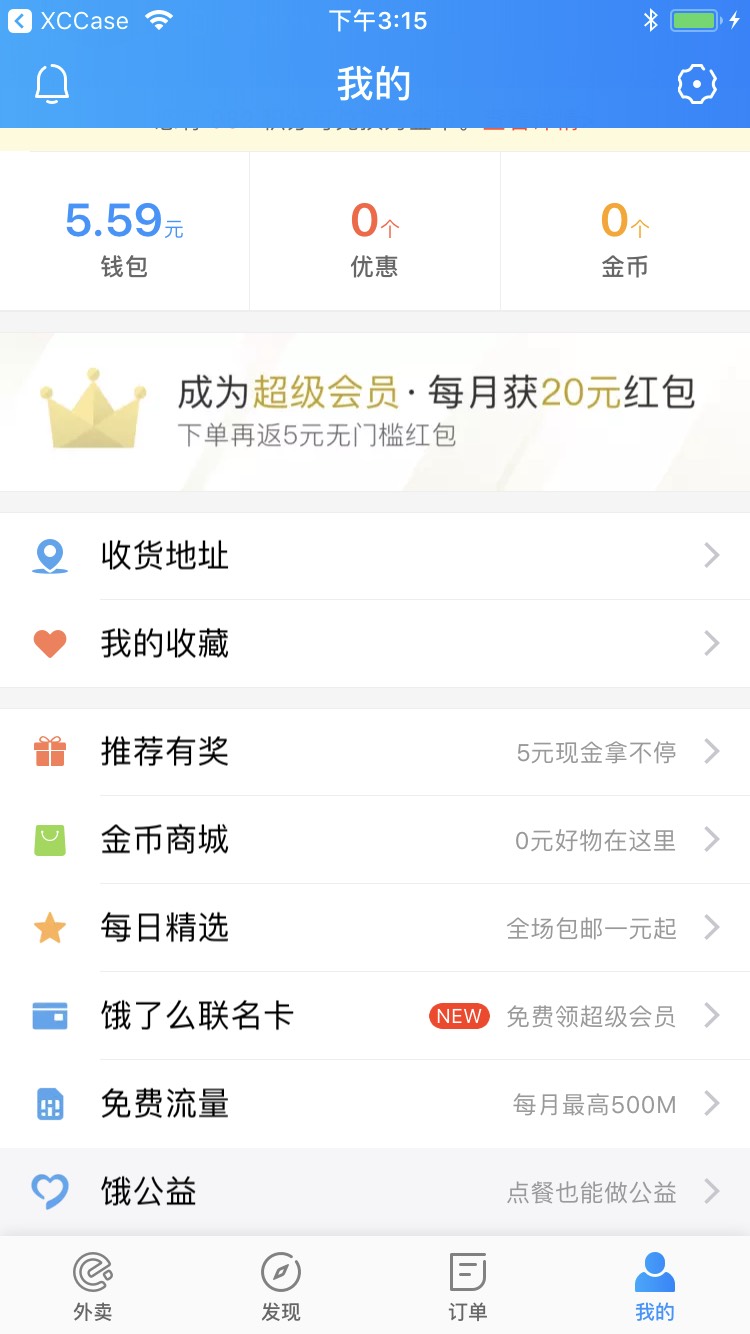 XCCase
下午3:15
我的
5.59元
0个
0个
钱包
优惠
金币
成为超级会员·每月获20元红包
下单再返5元无门槛红包
收货地址
我的收藏
推荐有奖
5元现金拿不停
金币商城
0元好物在这里
每日精选
全场包邮一元起
饿了么联名卡
NEW
免费领超级会员
免费流量
每月最高500M
饿公益
点餐也能做公益
外卖
发现
订单
我的